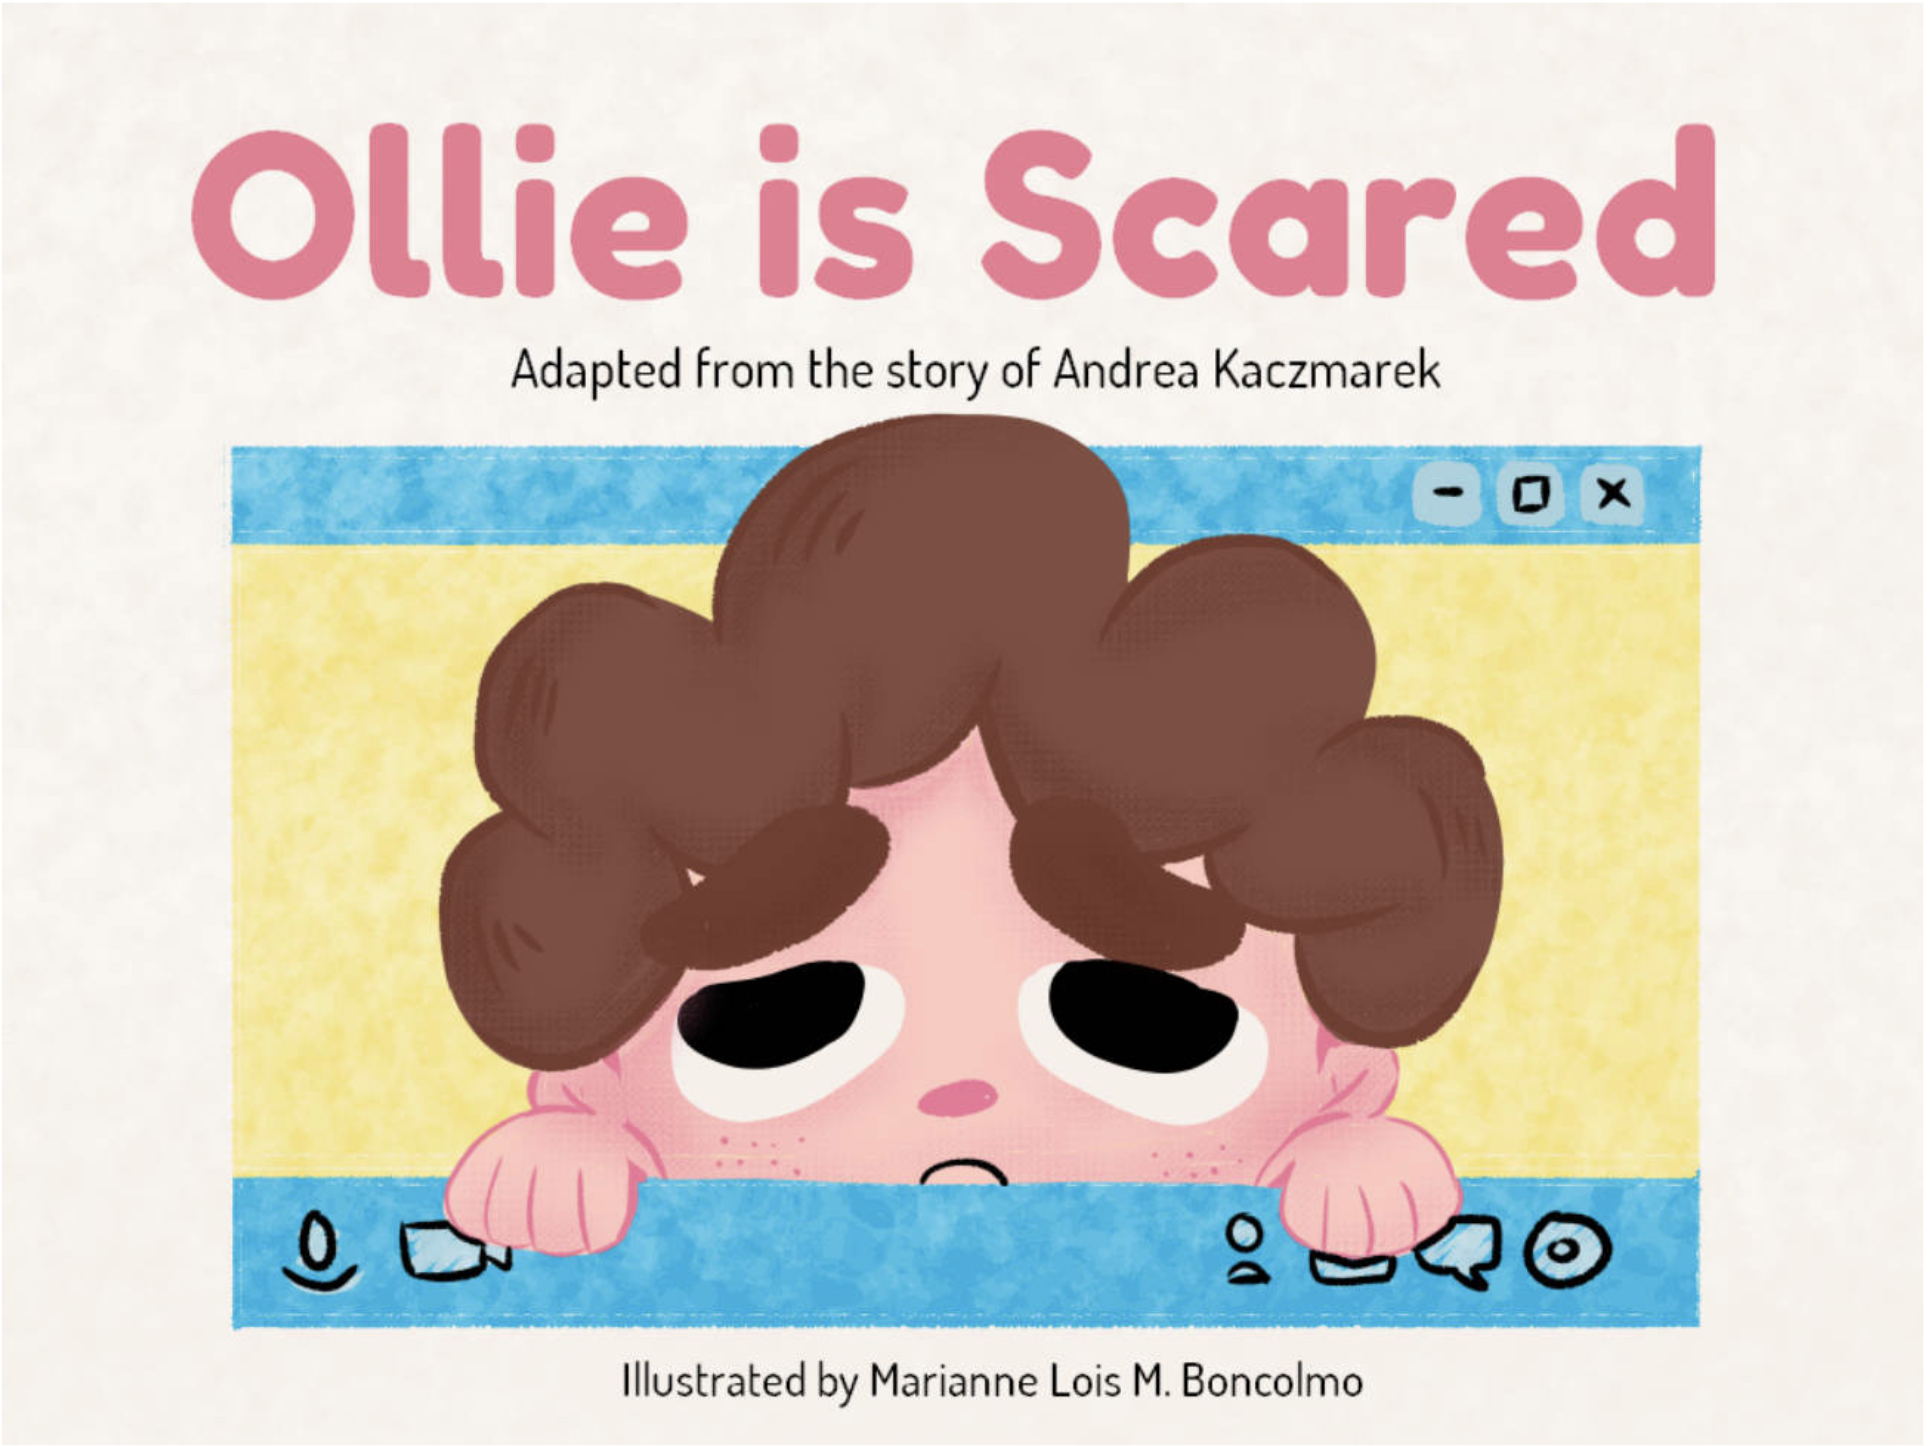 Ollie is Scared
Adapted from the story of Andrea Kaczmarek
Illustrated by Marianne Lois M. Boncolmo